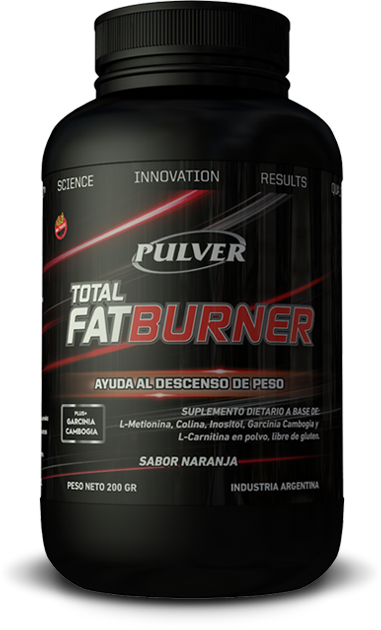 SCIENCE INNOVATION RESULTS
PULVER
TOTAL
FATBURNER
AYUDA AL DESCENSO DE PESO
PLUS+
GARCINIA
CAMBOGIA
SUPLEMENTO DIETARIO A BASE DE:
L-Metionina, Colina, Inositol, Garcinia Cambogia y
L-Carnitina en polvo, libre de gluten.
SABOR NARANJA
PESO NETO 200 GR
INDUSTRIA ARGENTINA